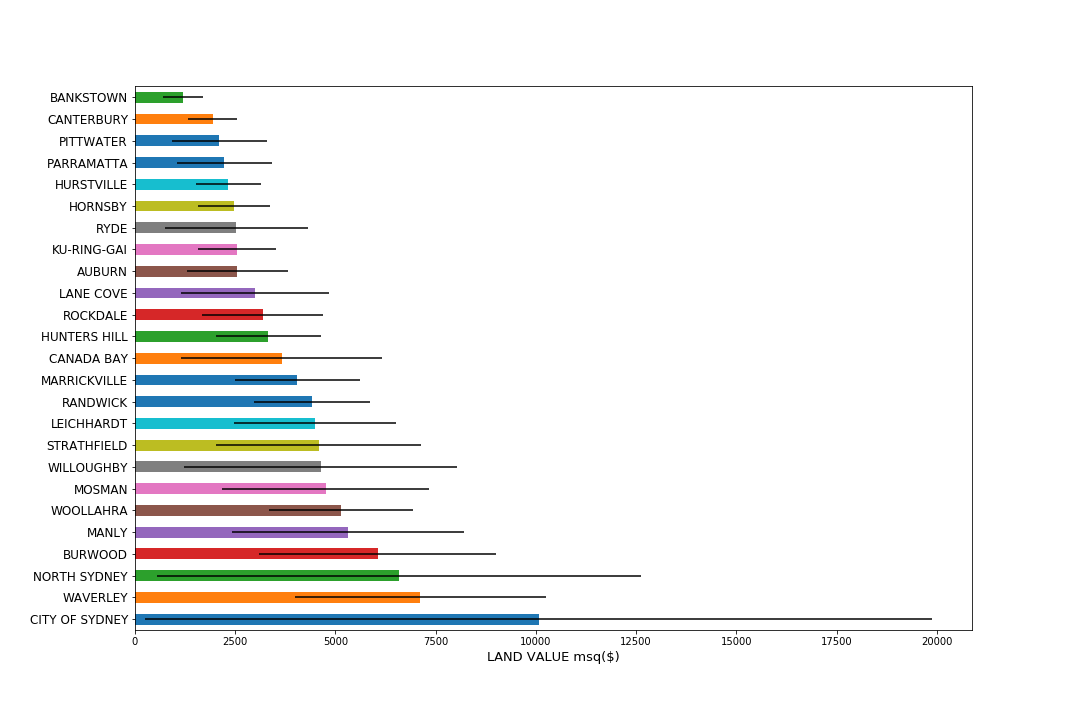 BANKSTOWN
CANTERBURY
PITTWATER
PARRAMATTA
HURSTVILLE
HORNSBY
RYDE
KU-RING-GAI
AUBURN
LANE COVE
ROCKDALE
HUNTERS HILL
CANADA BAY
MARRICKVILLE
RANDWICK
LEICHHARDT
STRATHFIELD
WILLOUGHBY
MOSMAN
WOOLLAHRA
MANLY
BURWOOD
NORTH SYDNEY
WAVERLEY
CITY OF SYDNEY
0 2500 5000 7500 10000 12500 15000 17500 20000
LAND VALUE msq($)